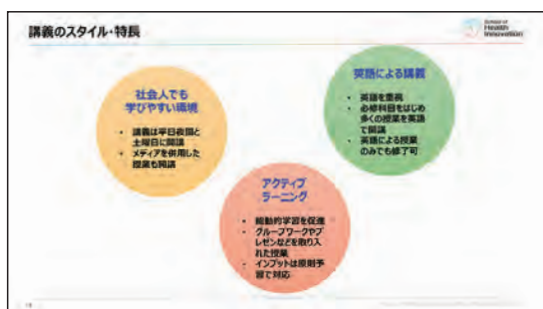 講義のスタイル・特長
School of
Health
Innovation
社会人でも
学びやすい環境
• 講義は平日夜間と
土曜日に開講
• メディアを併用した
授業も開講
英語による講義
• 英語を重視
• 必修科目をはじめ
多くの授業を英語
で開講
• 英語による授業
のみでも修了可
アクティブ
ラーニング
• 能動的学習を促進
• グループワークやプ
レゼンなどを取り入
れた授業
• インプットは原則予
習で対応